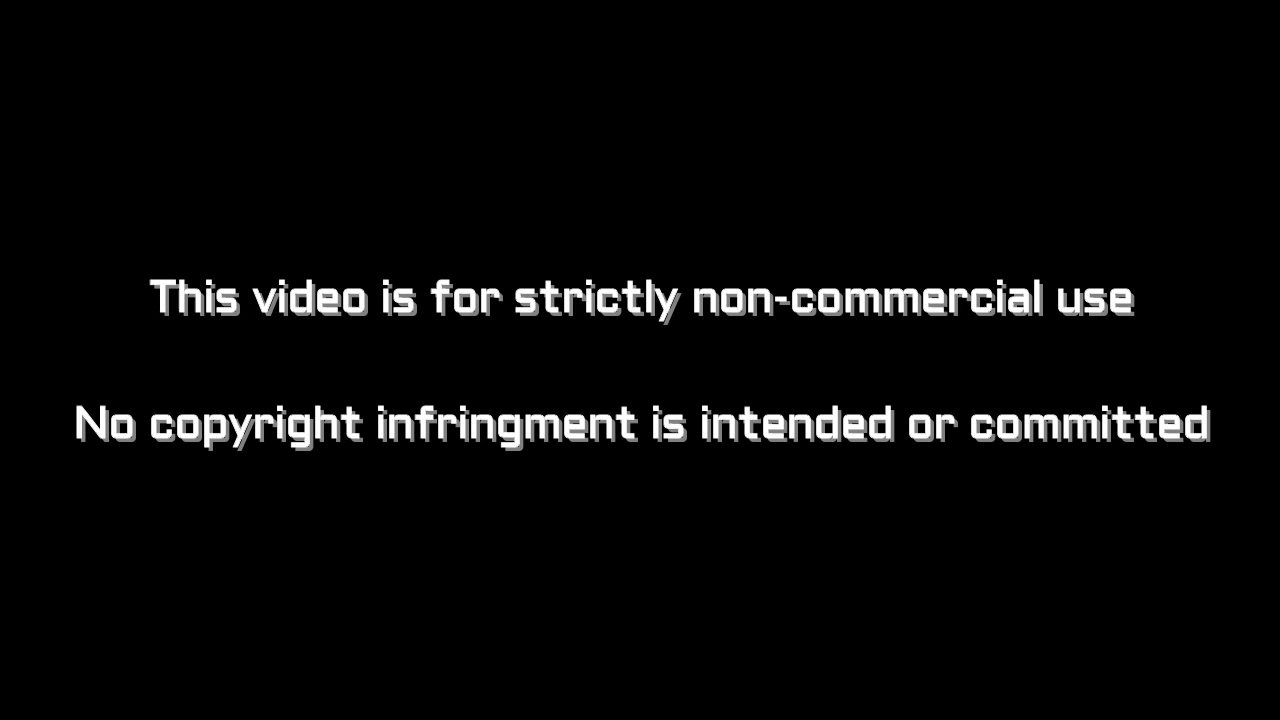 This video is for strictly non-commercial use
No copyright infringment is intended or committed